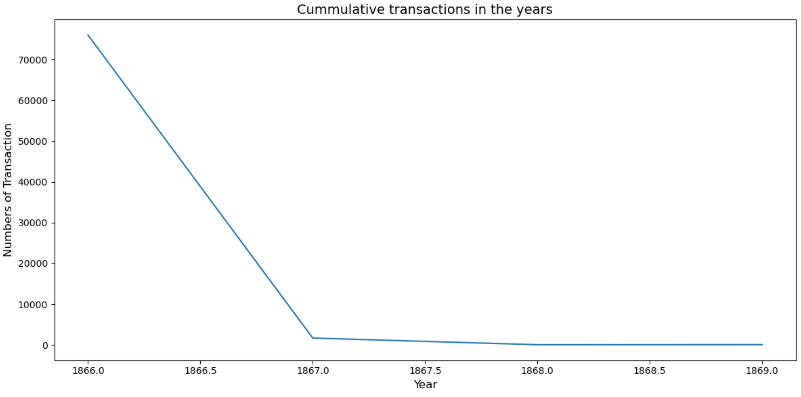 Cummulative transactions in the years
Numbers of Transaction
70000
60000
50000
40000
30000
20000
10000
0
1866.0 1866.5 1867.0 1867.5 1868.0 1868.5 1869.0
Year